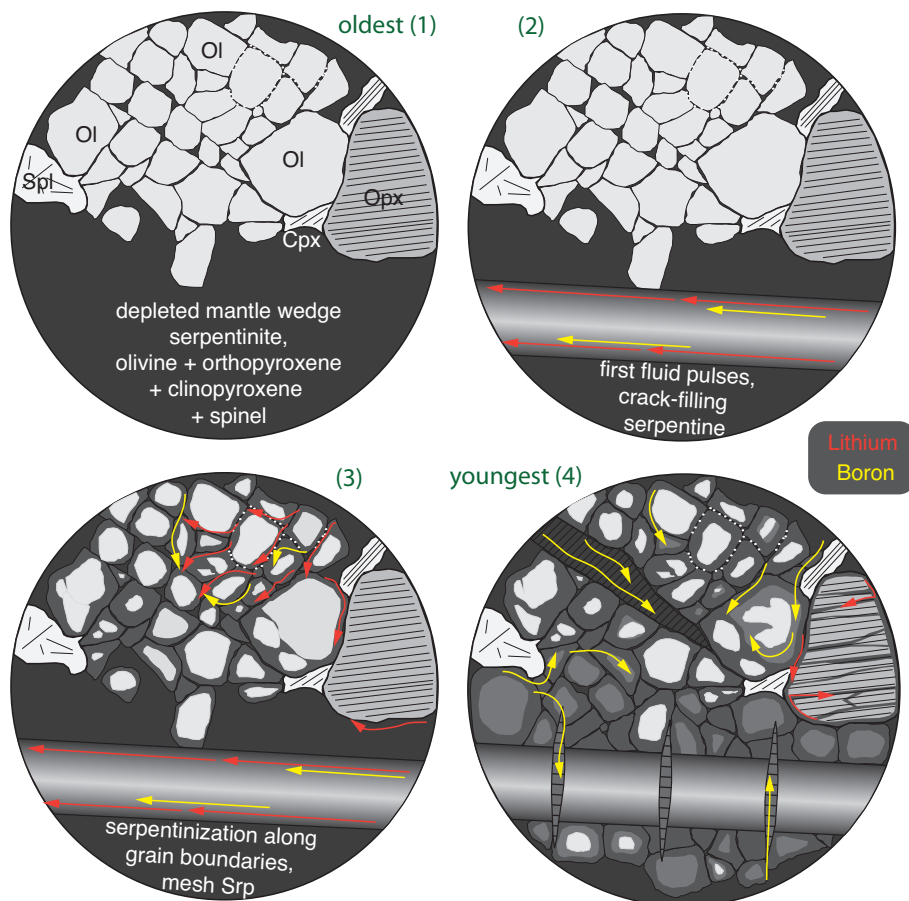 oldest (1)
Ol
Ol
Ol
Spl
Opx
Cpx
depleted mantle wedge
serpentinite,
olivine + orthopyroxene
+ clinopyroxene
+ spinel
(2)
first fluid pulses,
crack-filling
serpentine
Lithium
Boron
(3)
serpentinization along
grain boundaries,
mesh Srp
youngest (4)